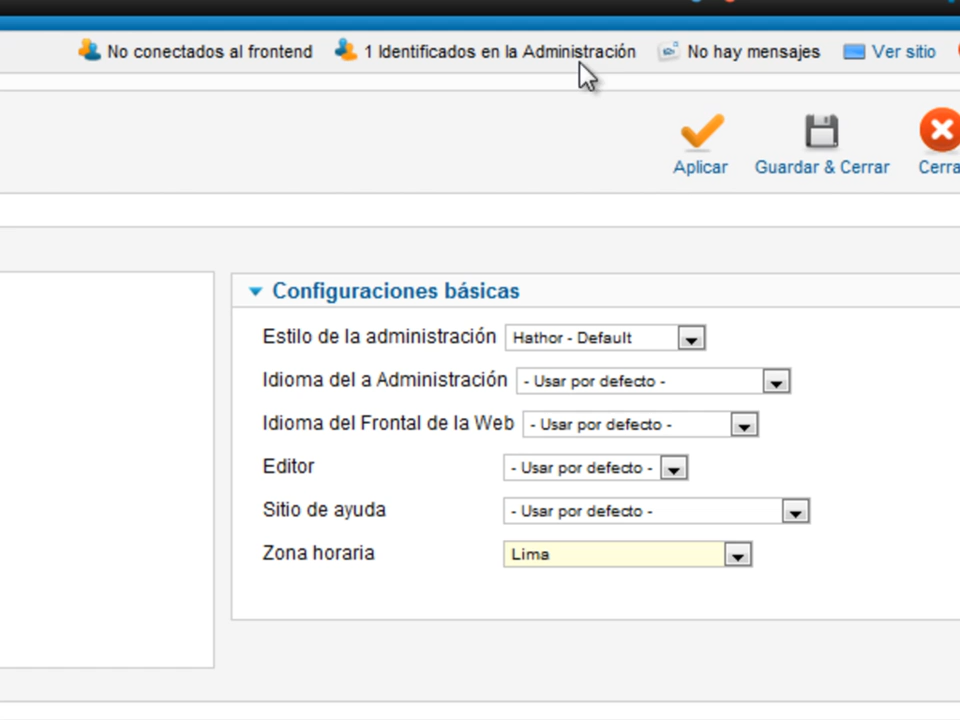 No conectados al frontend 1 Identificados en la Administración No hay mensajes Ver sitio
Aplicar Guardar & Cerrar
Configuraciones básicas
Estilo de la administración Hathor - Default
Idioma del a Administración - Usar por defecto -
Idioma del Frontal de la Web - Usar por defecto -
Editor - Usar por defecto -
Sitio de ayuda - Usar por defecto -
Zona horaria Lima